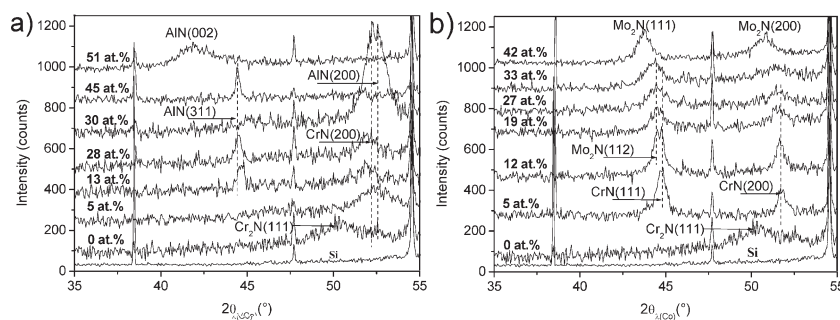 a)
1200
1000
800
600
400
200
0
Intensity (counts)
51 at.%
45 at.%
30 at.%
28 at.%
13 at.%
5 at.%
0 at.%
AlN(002)
AlN(200)
AlN(311)
CrN(200)
Cr₂N(111)
Si
35 40 45 50 55
b)
1200
1000
800
600
400
200
0
Intensity (counts)
42 at.%
33 at.%
27 at.%
19 at.%
12 at.%
5 at.%
0 at.%
Mo₂N(111)
Mo₂N(200)
Mo₂N(112)
CrN(111)
CrN(200)
Cr₂N(111)
Si
35 40 45 50 55
2θλ(Co)(°)